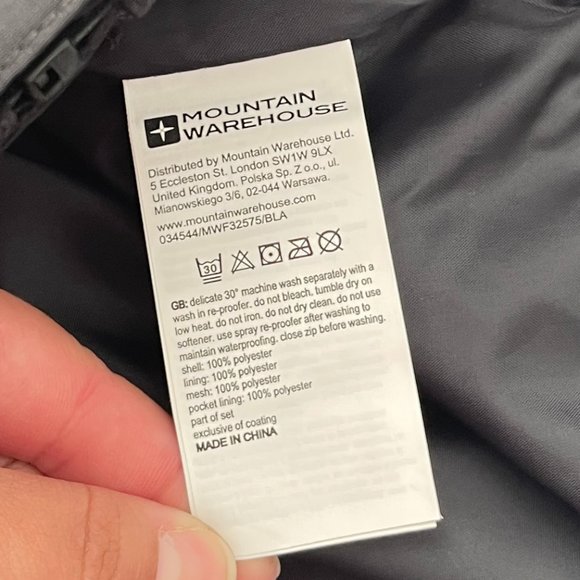 MOUNTAIN
WAREHOUSE
Distributed by Mountain Warehouse Ltd.
5 Eccleston St. London SW1W 9LX
United Kingdom. Polska Sp. Z o.o., ul.
Mianowskiego 3/6, 02-044 Warsawa.
www.mountainwarehouse.com
034544/MWF32575/BLA
30
GB: delicate 30° machine wash separately with a
wash in re-proofer. do not bleach. tumble dry on
low heat. do not iron. do not dry clean. do not use
softener. use spray re-proofer after washing to
maintain waterproofing. close zip before washing.
shell: 100% polyester
lining: 100% polyester
mesh: 100% polyester
pocket lining: 100% polyester
part of set
exclusive of coating
MADE IN CHINA